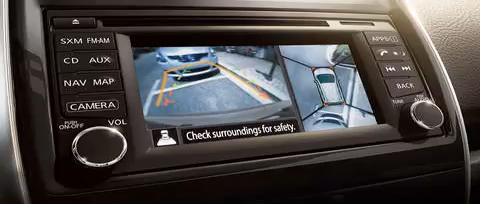 SXM FM·AM
CD AUX
NAV MAP
CAMERA
PUSH
ON·OFF
VOL
Check surroundings for safety.
APPS
BACK
TUNE